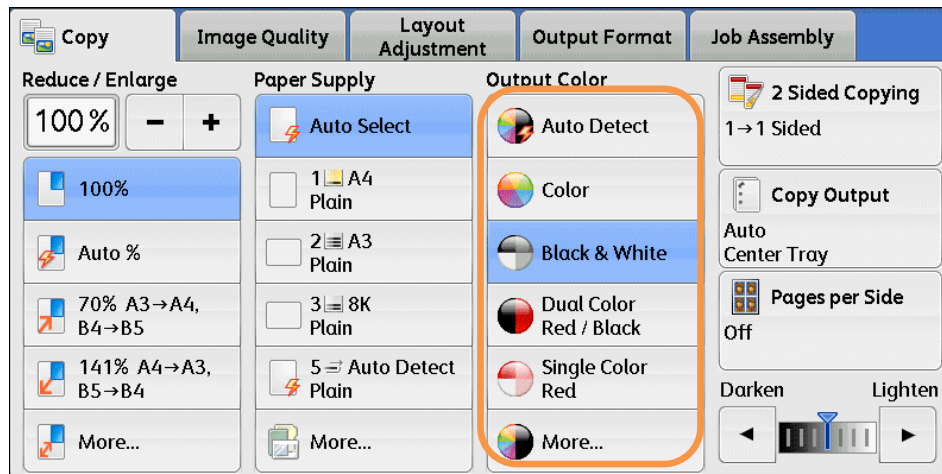 Copy
Image Quality
Layout
Adjustment
Output Format
Job Assembly
Reduce / Enlarge
100%
100%
Auto %
70% A3→A4,
B4→B5
141% A4→A3,
B5→B4
More...
Paper Supply
Auto Select
1 A4
Plain
2 A3
Plain
3 8K
Plain
5 Auto Detect
Plain
More...
Output Color
Auto Detect
Color
Black & White
Dual Color
Red / Black
Single Color
Red
More...
2 Sided Copying
1→1 Sided
Copy Output
Auto
Center Tray
Pages per Side
Off
Darken Lighten